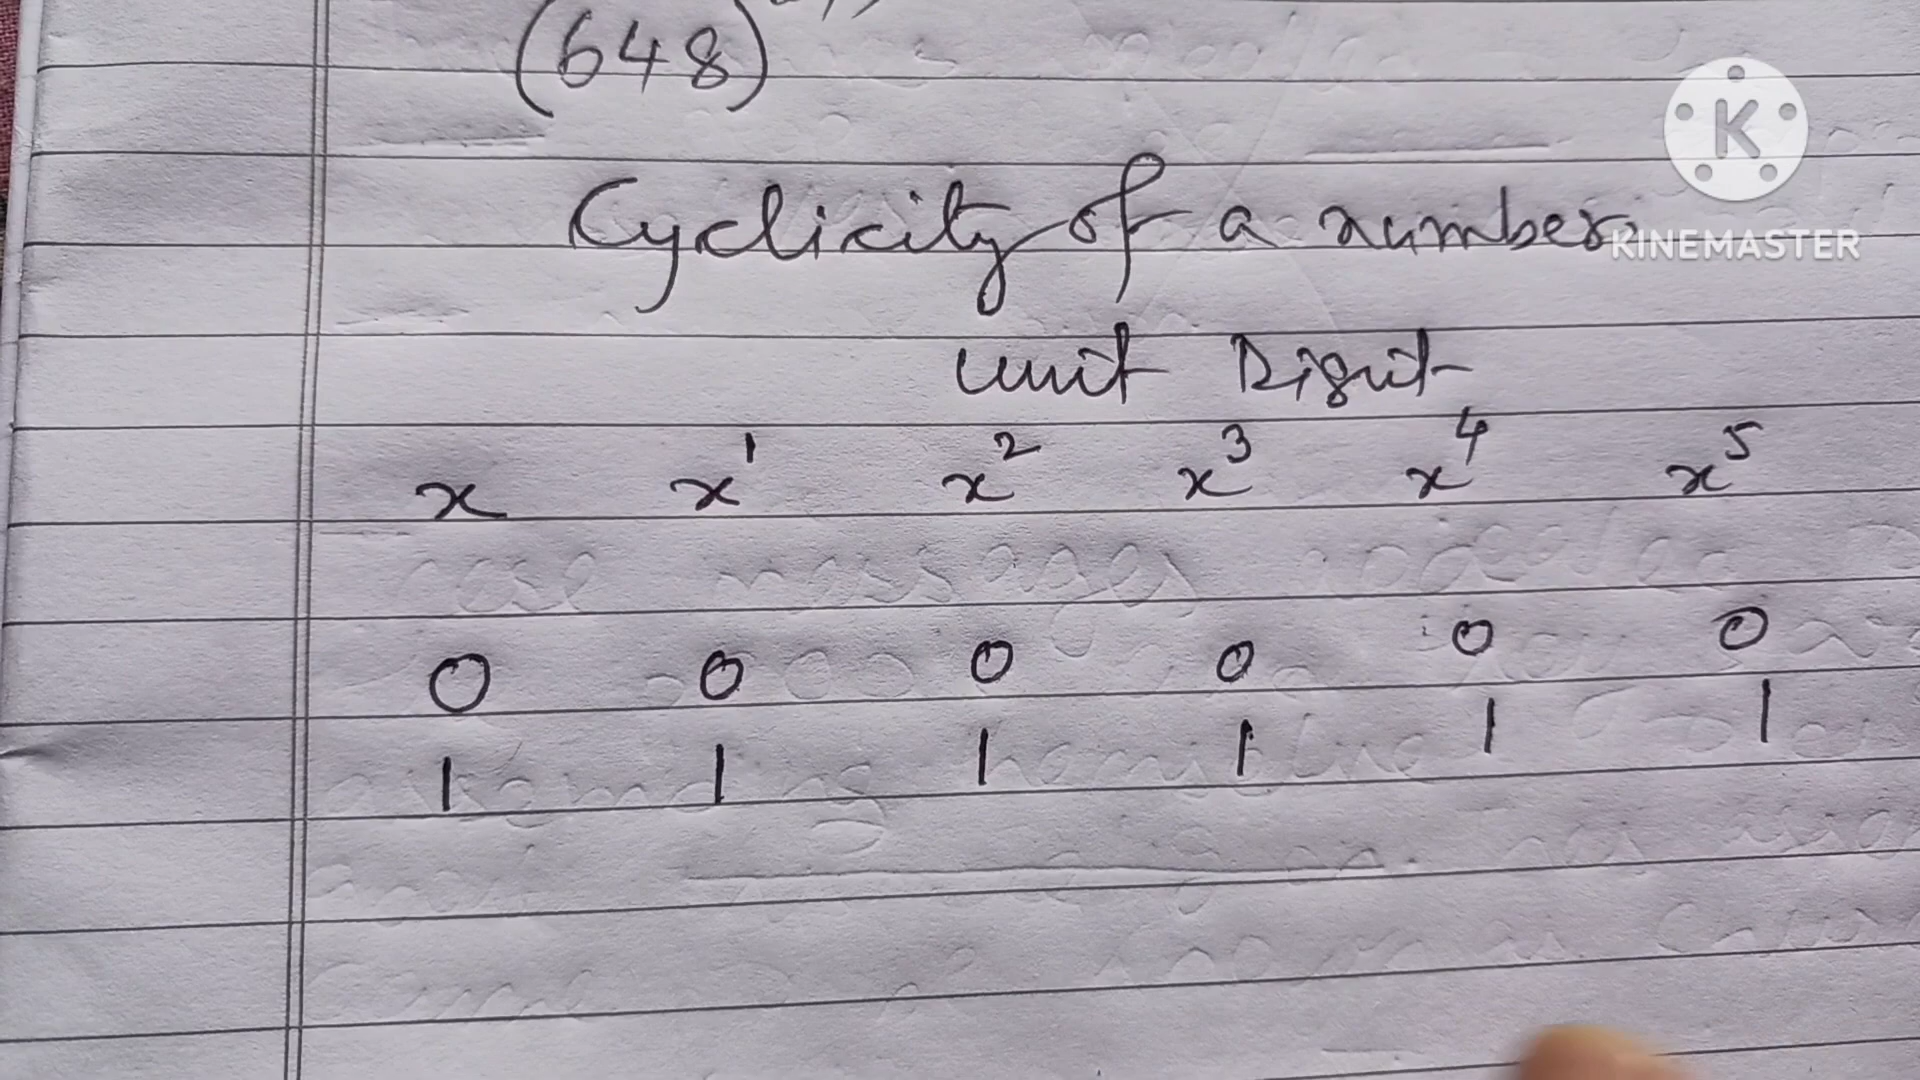 (648)
Cyclicity of a number
K
KINEMASTER
unit Digit
x x¹ x² x³ x⁴ x⁵
0 0 0 0 0 0
1 1 1 1 1 1